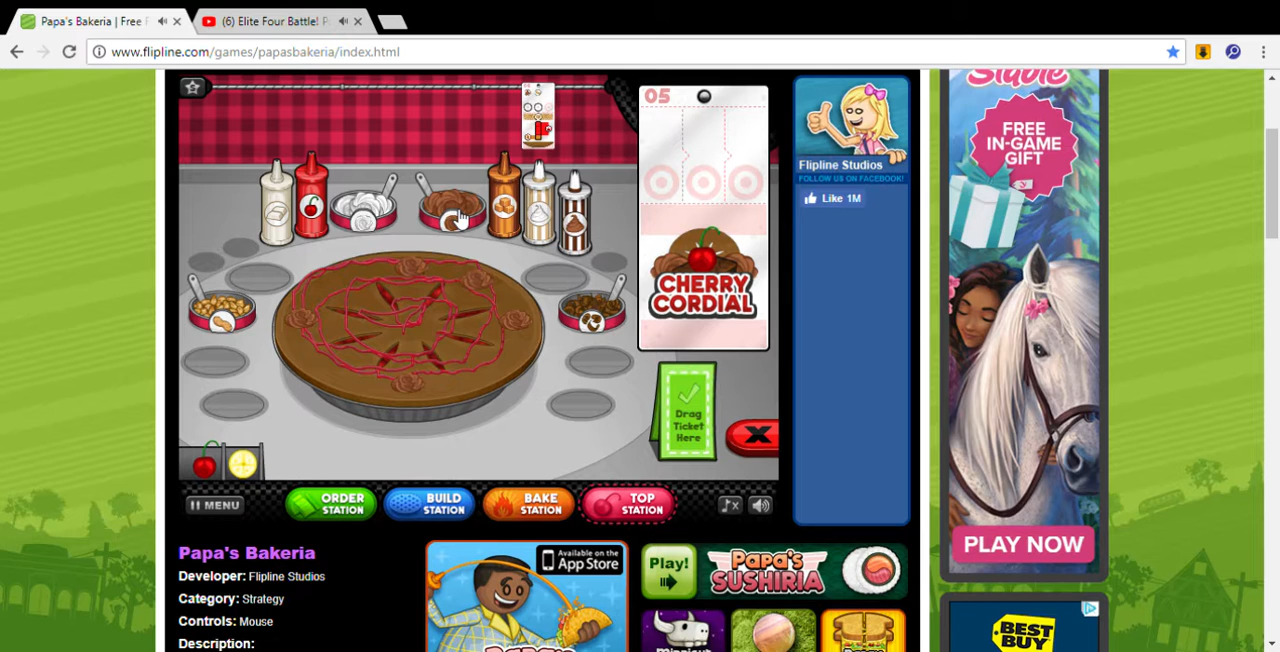 Papa's Bakeria | Free F
(6) Elite Four Battle! P
www.flipline.com/games/papasbakeria/index.html
05
CHERRY
CORDIAL
Drag
Ticket
Here
X
II MENU
ORDER
STATION
BUILD
STATION
BAKE
STATION
TOP
STATION
Flipline Studios
FOLLOW US ON FACEBOOK!
Like 1M
FREE
IN-GAME
GIFT
PLAY NOW
BEST
BUY
Papa's Bakeria
Developer: Flipline Studios
Category: Strategy
Controls: Mouse
Description:
Available on the
App Store
Play!
Papa's
SUSHIRIA